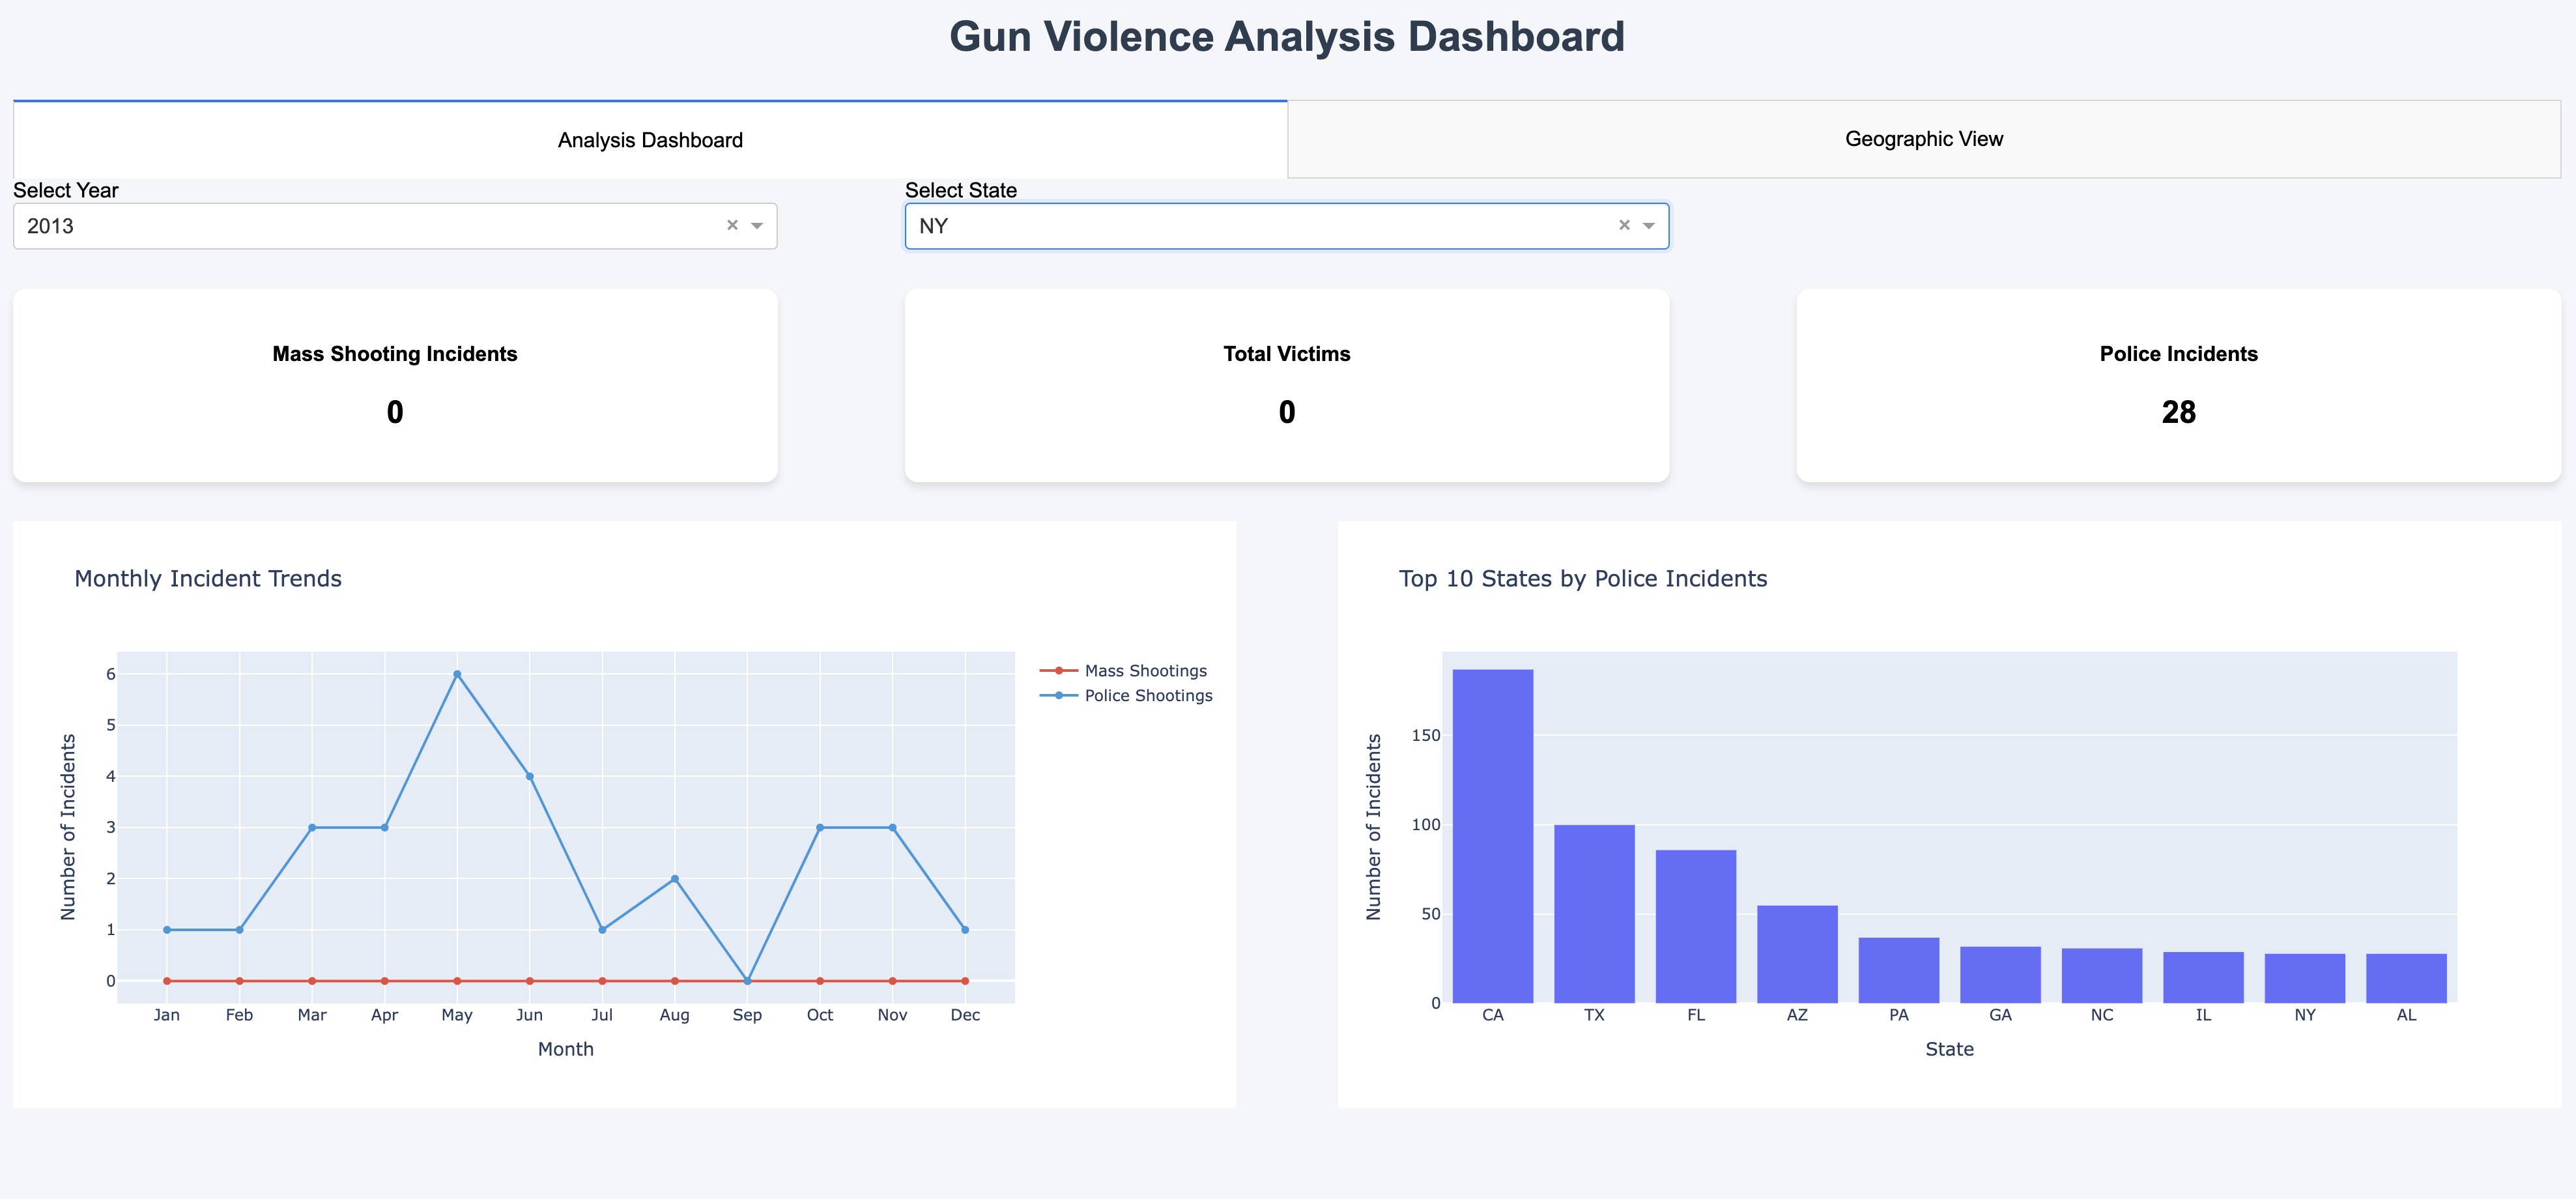 Gun Violence Analysis Dashboard
Analysis Dashboard
Geographic View
Select Year
Select State
2013
NY
Mass Shooting Incidents
0
Total Victims
0
Police Incidents
28
Monthly Incident Trends
Number of Incidents
6
5
4
3
2
1
0
Jan Feb Mar Apr May Jun Jul Aug Sep Oct Nov Dec
Month
Mass Shootings
Police Shootings
Top 10 States by Police Incidents
Number of Incidents
150
100
50
0
CA TX FL AZ PA GA NC IL NY AL
State